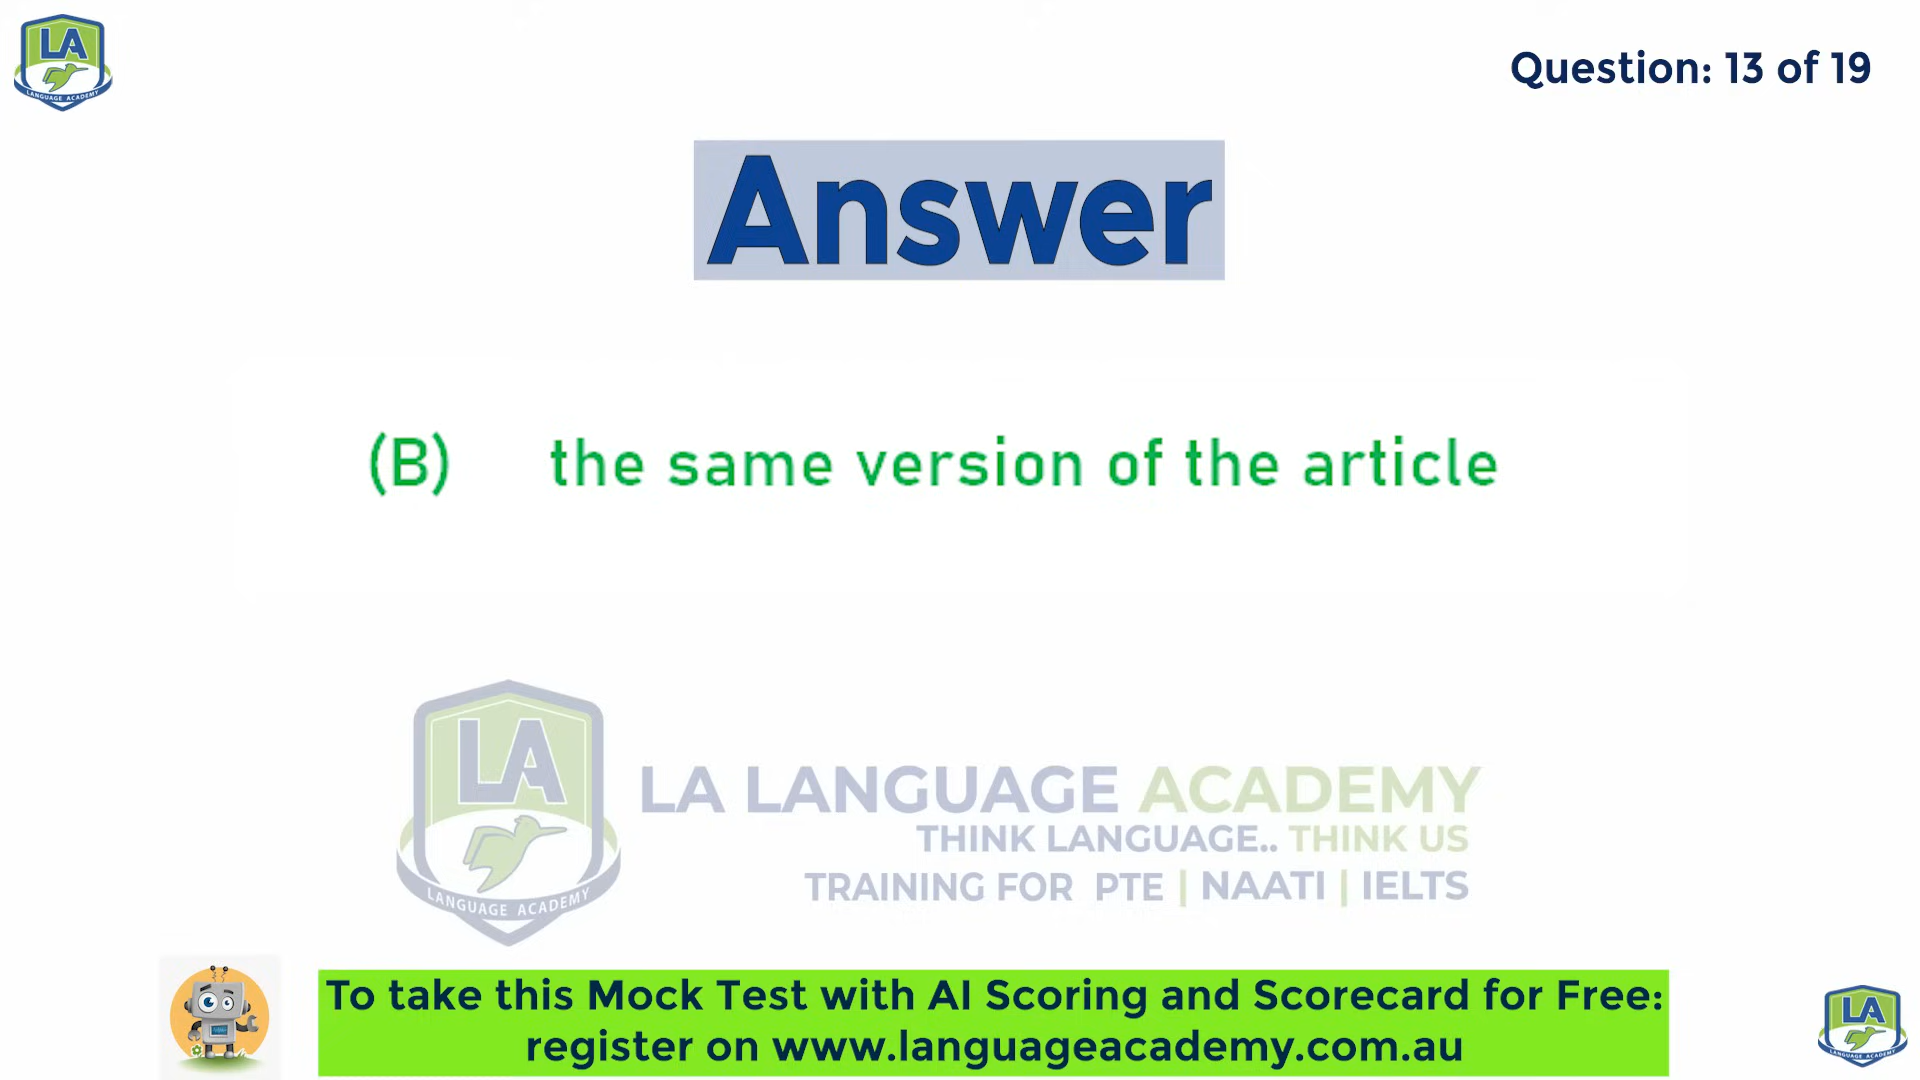 LA
LANGUAGE ACADEMY
Question: 13 of 19
Answer
(B) the same version of the article
LA
LANGUAGE ACADEMY
LA LANGUAGE ACADEMY
THINK LANGUAGE.. THINK US
TRAINING FOR PTE | NAATI | IELTS
To take this Mock Test with AI Scoring and Scorecard for Free:
register on www.languageacademy.com.au
LA
LANGUAGE ACADEMY